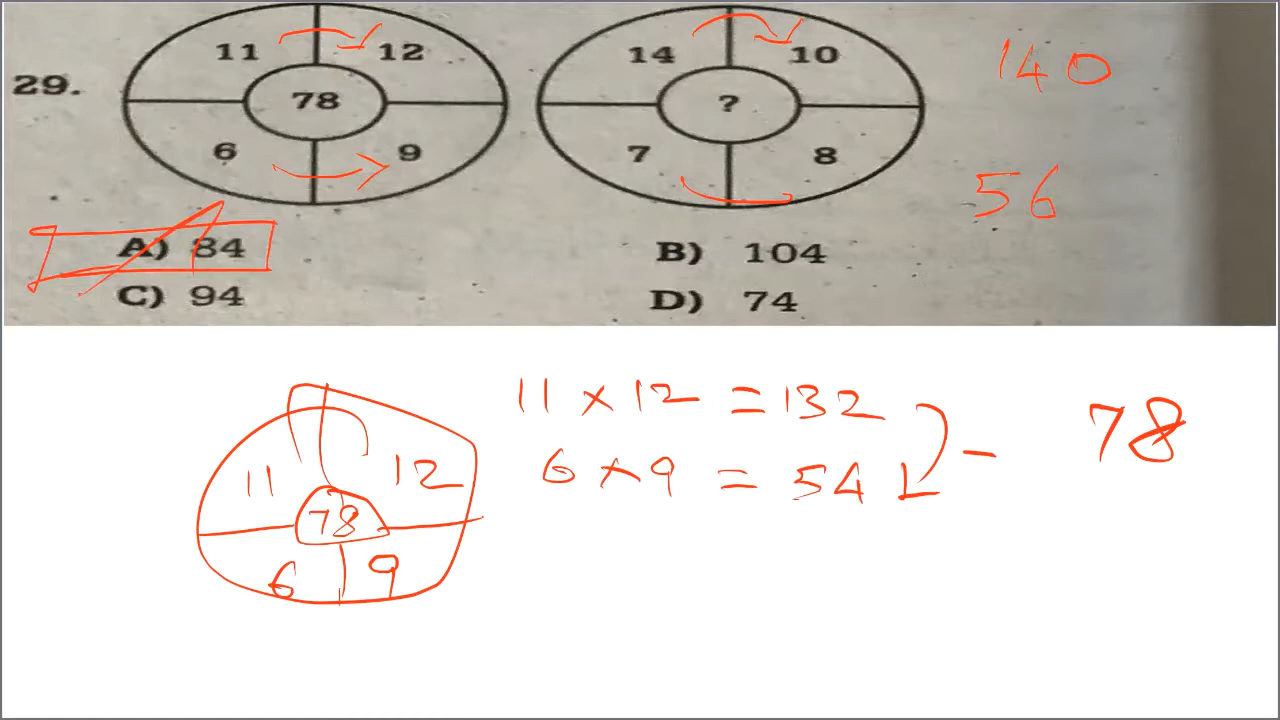 11 12 14 10 140
29. 78 ?
6 9 7 8 56
A) 84 B) 104
C) 94 D) 74
11 × 12 = 132
11 12 6 × 9 = 54 - 78
78
6 9